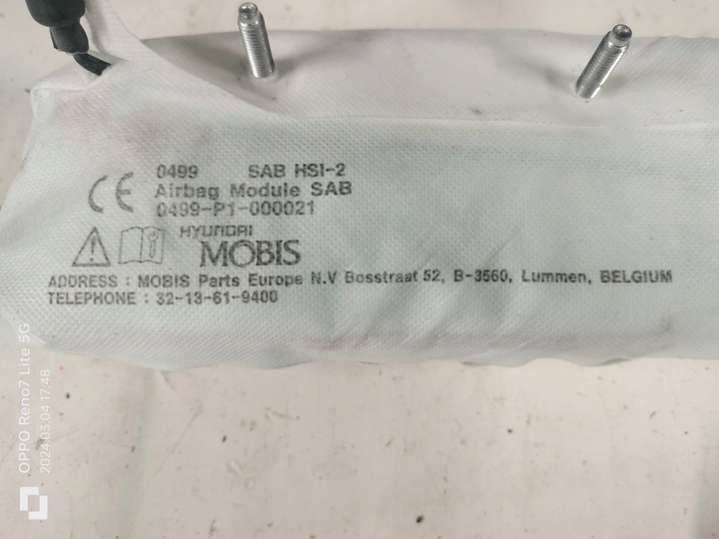 0499 SAB HSI-2
CE Airbag Module SAB
0499-P1-000021
HYUNDAI
MOBIS
ADDRESS : MOBIS Parts Europe N.V Bosstraat 52, B-3560, Lummen, BELGIUM
TELEPHONE : 32-13-61-9400
OPPO Reno7 Lite 5G
2024.03.04 17:48